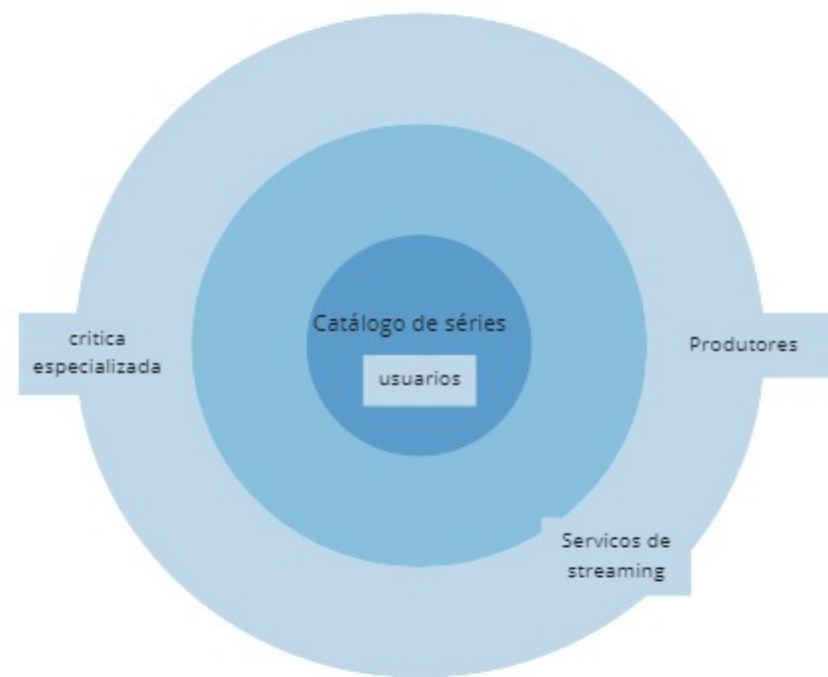 Catálogo de séries
critica
especializada
Produtores
usuarios
Servicos de
streaming